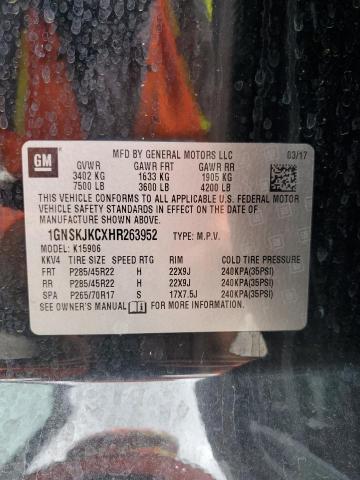 GM
MFD BY GENERAL MOTORS LLC
03/17
GVWR GAWR FRT GAWR RR
3402 KG 1633 KG 1905 KG
7500 LB 3600 LB 4200 LB
THIS VEHICLE CONFORMS TO ALL APPLICABLE U.S. FEDERAL MOTOR
VEHICLE SAFETY STANDARDS IN EFFECT ON THE DATE OF
MANUFACTURE SHOWN ABOVE.
1GNSKJKCXHR263952 TYPE: M.P.V.
MODEL: K15906
KKV4 TIRE SIZE SPEED RTG RIM COLD TIRE PRESSURE
FRT P285/45R22 H 22X9J 240KPA(35PSI)
RR P285/45R22 H 22X9J 240KPA(35PSI)
SPA P265/70R17 S 17X7.5J 240KPA(35PSI)
SEE OWNER'S MANUAL FOR MORE INFORMATION.